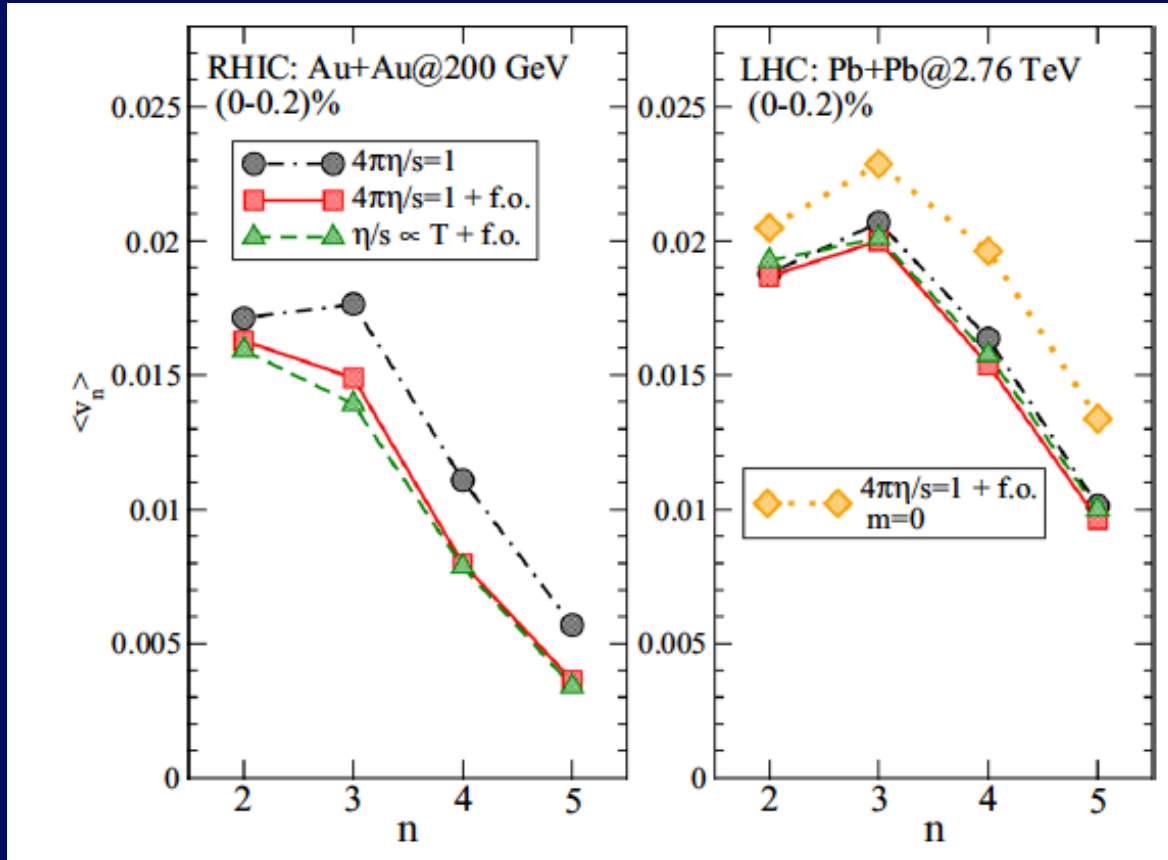 RHIC: Au+Au@200 GeV
(0-0.2)%
4πη/s=1
4πη/s=1 + f.o.
η/s ∝ T + f.o.
LHC: Pb+Pb@2.76 TeV
(0-0.2)%
4πη/s=1 + f.o.
m=0
<v_n>
0.025
0.02
0.015
0.01
0.005
0
2 3 4 5
n
0.025
0.02
0.015
0.01
0.005
0
2 3 4 5
n